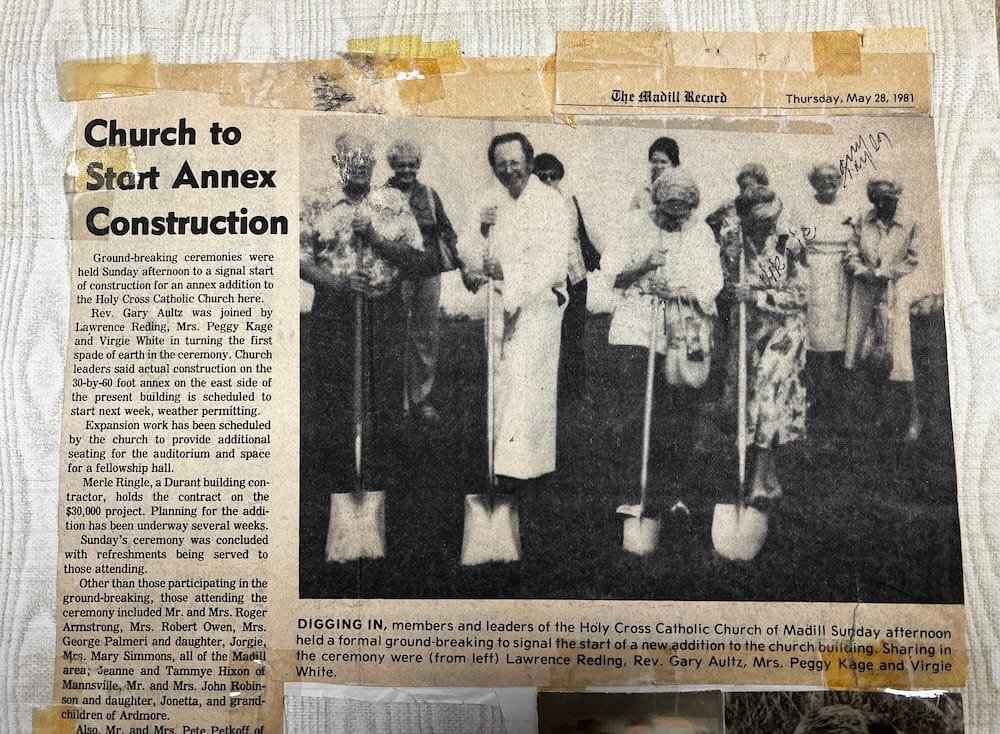 The Madill Record
Thursday, May 28, 1981
Church to
Start Annex
Construction
Ground-breaking ceremonies were
held Sunday afternoon to a signal start
of construction for an annex addition to
the Holy Cross Catholic Church here.
Rev. Gary Aultz was joined by
Lawrence Reding, Mrs. Peggy Kage
and Virgie White in turning the first
spade of earth in the ceremony. Church
leaders said actual construction on the
30-by-60 foot annex on the east side of
the present building is scheduled to
start next week, weather permitting.
Expansion work has been scheduled
by the church to provide additional
seating for the auditorium and space
for a fellowship hall.
Merle Ringle, a Durant building con-
tractor, holds the contract on the
$30,000 project. Planning for the addi-
tion has been underway several weeks.
Sunday's ceremony was concluded
with refreshments being served to
those attending.
Other than those participating in the
ground-breaking, those attending the
ceremony included Mr. and Mrs. Roger
Armstrong, Mrs. Robert Owen, Mrs.
George Palmeri and daughter, Jorgie,
Mrs. Mary Simmons, all of the Madill
area; Jeanne and Tammye Hixon of
Mannsville, Mr. and Mrs. John Robin-
son and daughter, Jonetta, and grand-
children of Ardmore.
Also, Mr. and Mrs. Pete Petkoff of
DIGGING IN, members and leaders of the Holy Cross Catholic Church of Madill Sunday afternoon
held a formal ground-breaking to signal the start of a new addition to the church building. Sharing in
the ceremony were (from left) Lawrence Reding, Rev. Gary Aultz, Mrs. Peggy Kage and Virgie
White.